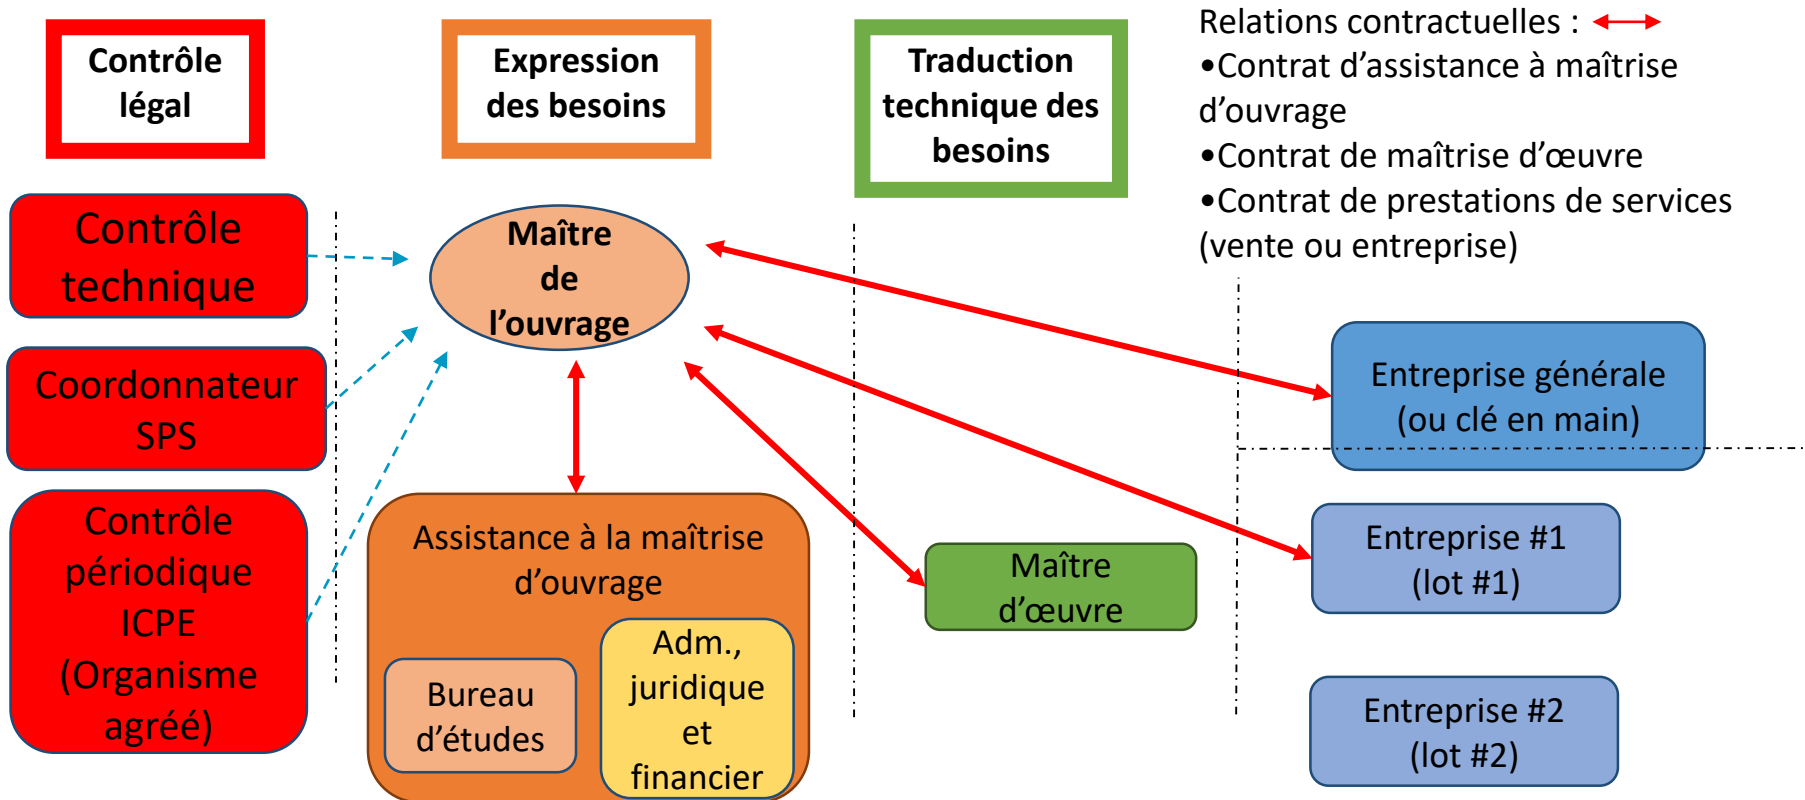 Contrôle
légal
Expression
des besoins
Traduction
technique des
besoins
Relations contractuelles :
•Contrat d’assistance à maîtrise
d’ouvrage
•Contrat de maîtrise d’œuvre
•Contrat de prestations de services
(vente ou entreprise)
Contrôle
technique
Coordonnateur
SPS
Contrôle
périodique
ICPE
(Organisme
agréé)
Maître
de
l’ouvrage
Assistance à la maîtrise
d’ouvrage
Bureau
d’études
Adm.,
juridique
et
financier
Maître
d’œuvre
Entreprise générale
(ou clé en main)
Entreprise #1
(lot #1)
Entreprise #2
(lot #2)